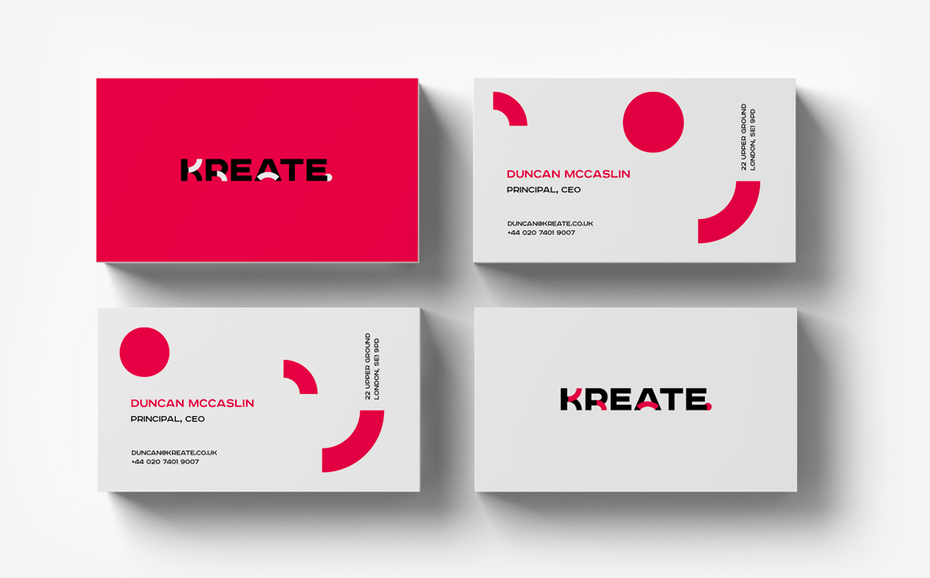 KREATE.
DUNCAN MCCASLIN
PRINCIPAL, CEO
DUNCAN@KREATE.CO.UK
+44 020 7401 9007
22 UPPER GROUND
LONDON, SE1 9PD
DUNCAN MCCASLIN
PRINCIPAL, CEO
DUNCAN@KREATE.CO.UK
+44 020 7401 9007
22 UPPER GROUND
LONDON, SE1 9PD
KREATE.